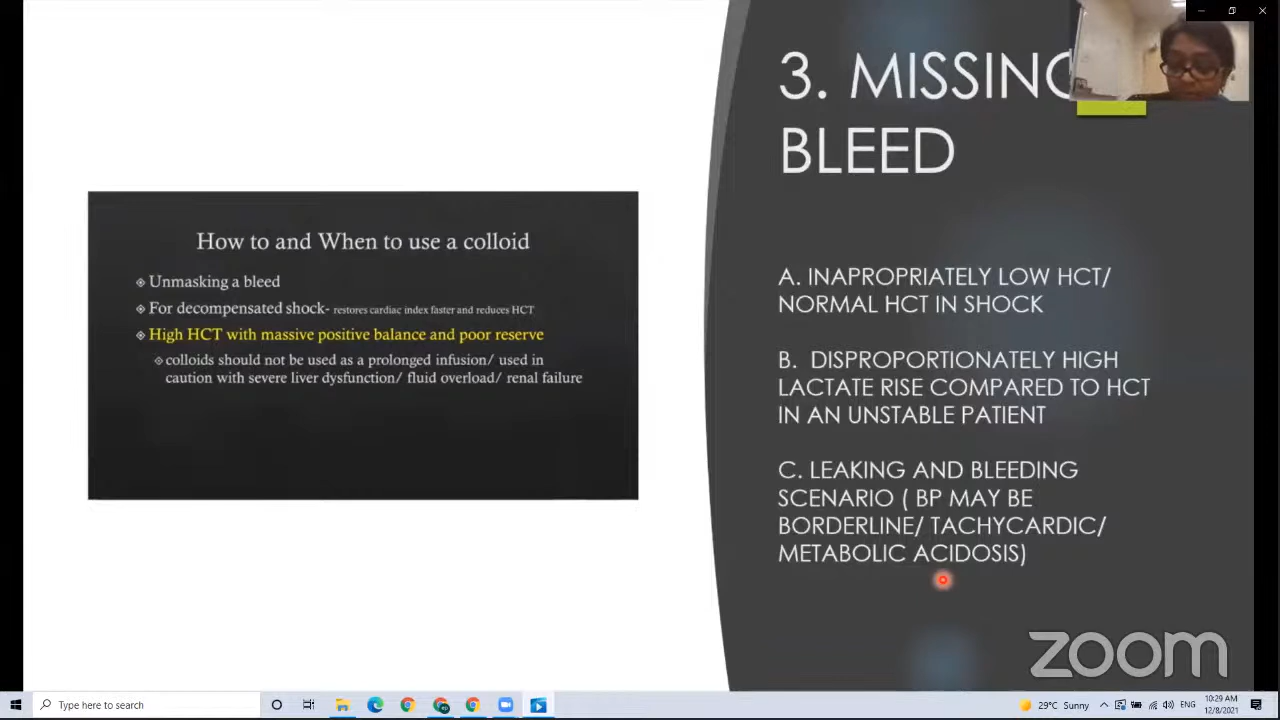 3. MISSING
BLEED
How to and When to use a colloid
Unmasking a bleed
For decompensated shock- restores cardiac index faster and reduces HCT
High HCT with massive positive balance and poor reserve
colloids should not be used as a prolonged infusion/ used in
caution with severe liver dysfunction/ fluid overload/ renal failure
A. INAPROPRIATELY LOW HCT/
NORMAL HCT IN SHOCK
B. DISPROPORTIONATELY HIGH
LACTATE RISE COMPARED TO HCT
IN AN UNSTABLE PATIENT
C. LEAKING AND BLEEDING
SCENARIO ( BP MAY BE
BORDERLINE/ TACHYCARDIC/
METABOLIC ACIDOSIS)
zoom
Type here to search
29°C Sunny
ENG
10:29 AM
12/8/2021